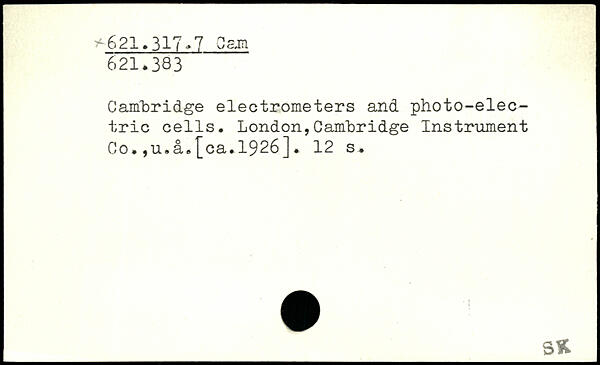 ×621.317.7 Cam
621.383
Cambridge electrometers and photo-elec-
tric cells. London,Cambridge Instrument
Co.,u.å.[ca.1926]. 12 s.
SK